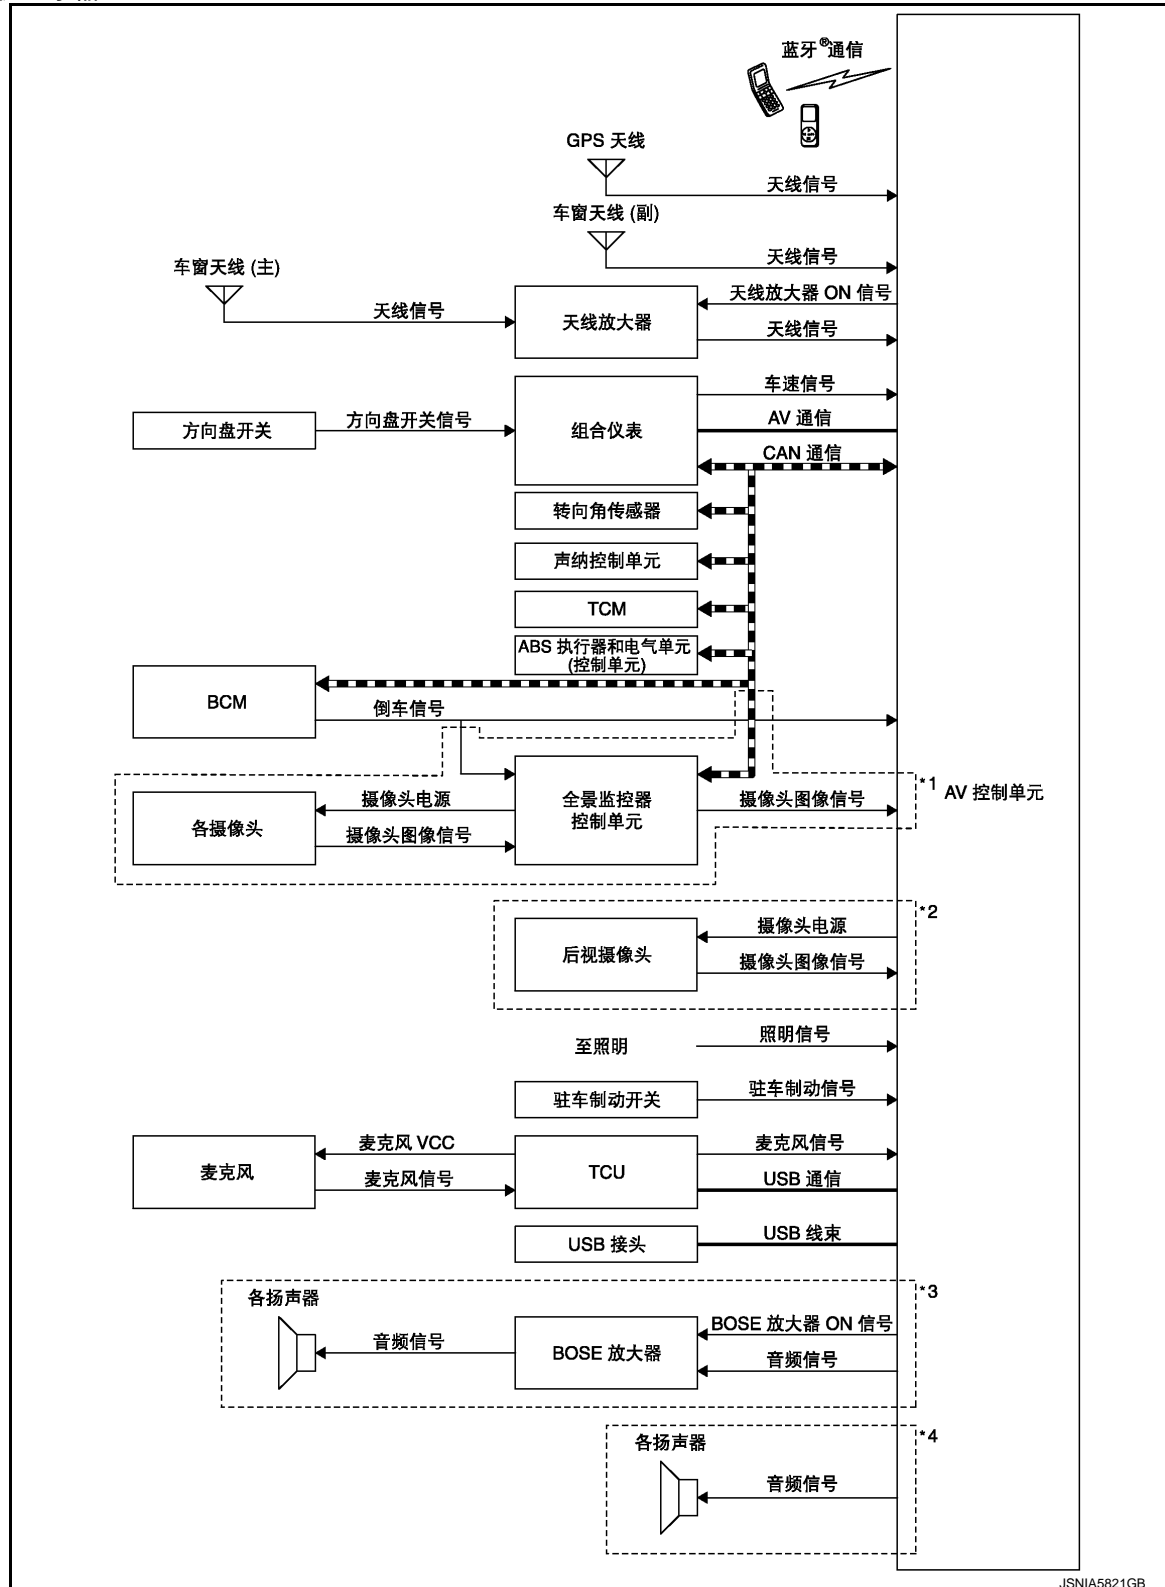 蓝牙®通信
GPS 天线
天线信号
车窗天线 (副)
天线信号
车窗天线 (主)
天线信号
天线放大器
天线放大器 ON 信号
天线信号
方向盘开关
方向盘开关信号
组合仪表
车速信号
AV 通信
CAN 通信
转向角传感器
声纳控制单元
TCM
ABS 执行器和电气单元
(控制单元)
BCM
倒车信号
*1
AV 控制单元
各摄像头
摄像头电源
摄像头图像信号
全景监控器
控制单元
摄像头图像信号
*2
后视摄像头
摄像头电源
摄像头图像信号
至照明
照明信号
驻车制动开关
驻车制动信号
麦克风
麦克风 VCC
麦克风信号
TCU
麦克风信号
USB 通信
USB 接头
USB 线束
*3
各扬声器
音频信号
BOSE 放大器
BOSE 放大器 ON 信号
音频信号
*4
各扬声器
音频信号
JSNIA5821GB